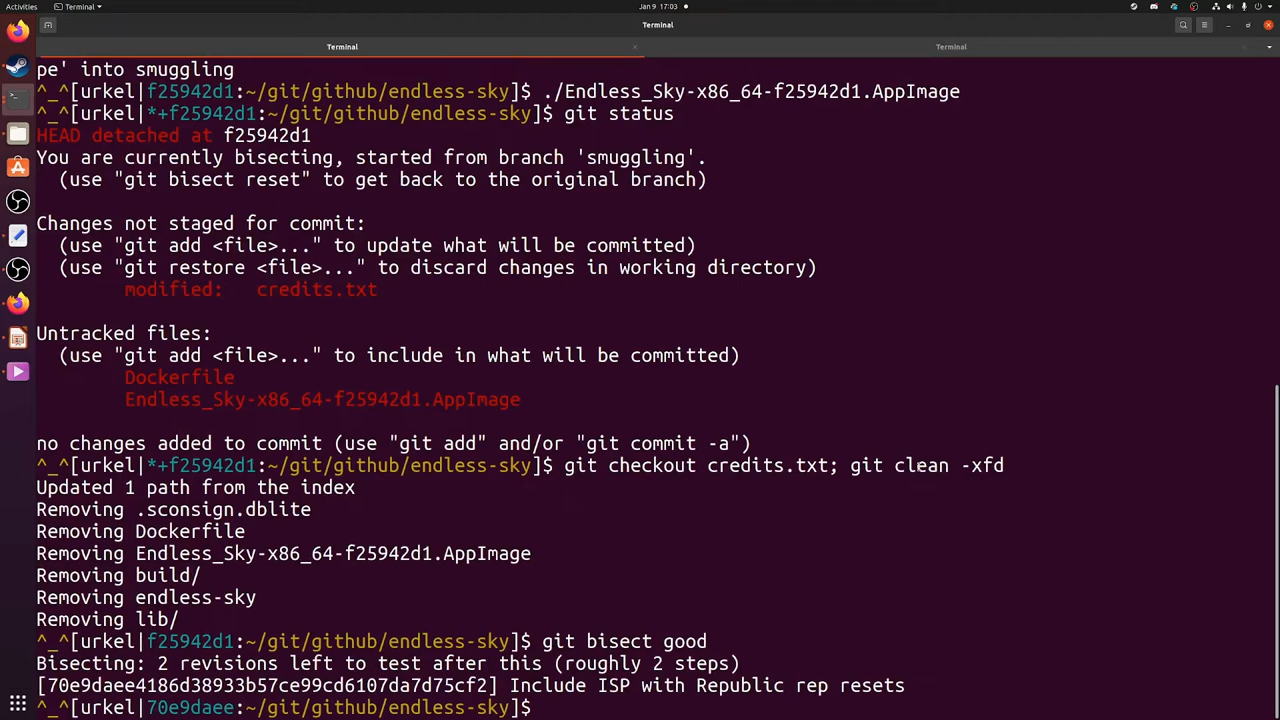 Activities
Terminal
Jan 9 17:03
Terminal
Terminal
Terminal
pe' into smuggling
^_^[urkel|f25942d1:~/git/github/endless-sky]$ ./Endless_Sky-x86_64-f25942d1.AppImage
^_^[urkel|*+f25942d1:~/git/github/endless-sky]$ git status
HEAD detached at f25942d1
You are currently bisecting, started from branch 'smuggling'.
(use "git bisect reset" to get back to the original branch)
Changes not staged for commit:
(use "git add <file>..." to update what will be committed)
(use "git restore <file>..." to discard changes in working directory)
modified: credits.txt
Untracked files:
(use "git add <file>..." to include in what will be committed)
Dockerfile
Endless_Sky-x86_64-f25942d1.AppImage
no changes added to commit (use "git add" and/or "git commit -a")
^_^[urkel|*+f25942d1:~/git/github/endless-sky]$ git checkout credits.txt; git clean -xfd
Updated 1 path from the index
Removing .sconsign.dblite
Removing Dockerfile
Removing Endless_Sky-x86_64-f25942d1.AppImage
Removing build/
Removing endless-sky
Removing lib/
^_^[urkel|f25942d1:~/git/github/endless-sky]$ git bisect good
Bisecting: 2 revisions left to test after this (roughly 2 steps)
[70e9daee4186d38933b57ce99cd6107da7d75cf2] Include ISP with Republic rep resets
^_^[urkel|70e9daee:~/git/github/endless-sky]$